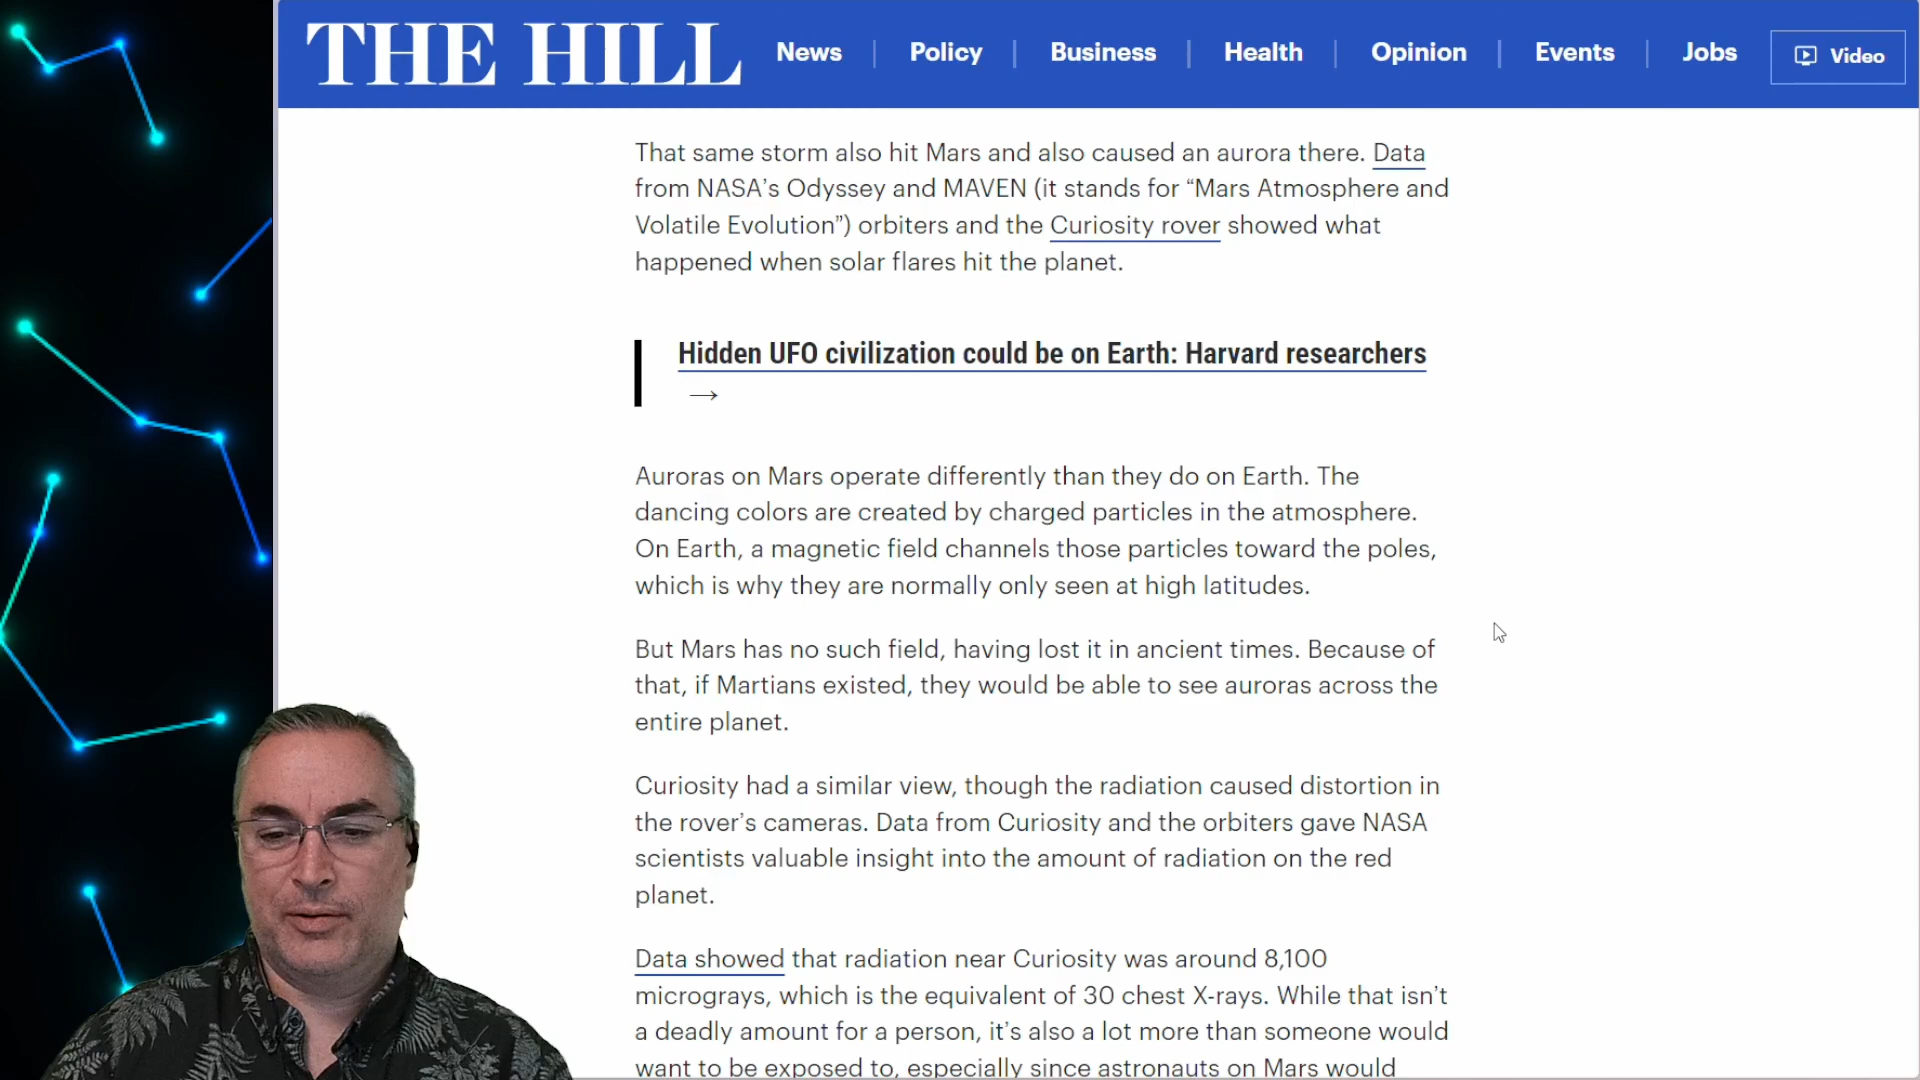 THE HILL
News
Policy
Business
Health
Opinion
Events
Jobs
Video
That same storm also hit Mars and also caused an aurora there. Data
from NASA’s Odyssey and MAVEN (it stands for “Mars Atmosphere and
Volatile Evolution”) orbiters and the Curiosity rover showed what
happened when solar flares hit the planet.
Hidden UFO civilization could be on Earth: Harvard researchers
→
Auroras on Mars operate differently than they do on Earth. The
dancing colors are created by charged particles in the atmosphere.
On Earth, a magnetic field channels those particles toward the poles,
which is why they are normally only seen at high latitudes.
But Mars has no such field, having lost it in ancient times. Because of
that, if Martians existed, they would be able to see auroras across the
entire planet.
Curiosity had a similar view, though the radiation caused distortion in
the rover’s cameras. Data from Curiosity and the orbiters gave NASA
scientists valuable insight into the amount of radiation on the red
planet.
Data showed that radiation near Curiosity was around 8,100
micrograys, which is the equivalent of 30 chest X-rays. While that isn’t
a deadly amount for a person, it’s also a lot more than someone would
want to be exposed to, especially since astronauts on Mars would